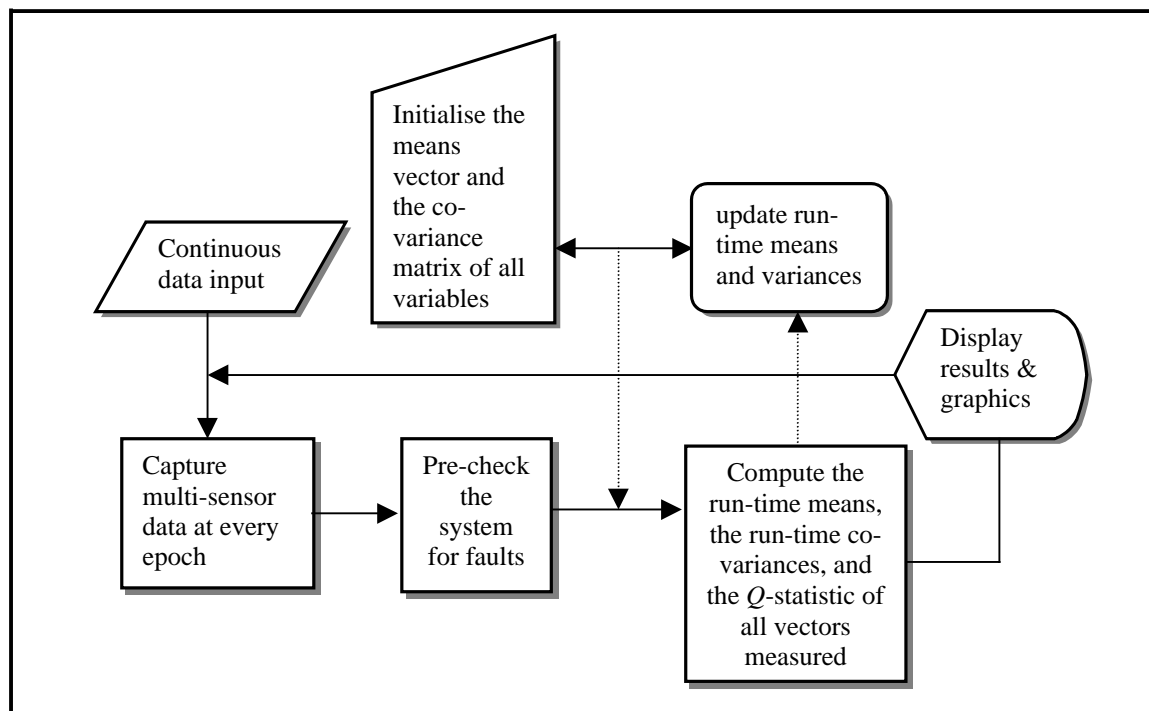 Initialise the
means
vector and
the co-
variance
matrix of all
variables
update run-
time means
and variances
Continuous
data input
Display
results &
graphics
Capture
multi-sensor
data at every
epoch
Pre-check
the
system
for faults
Compute the
run-time means,
the run-time co-
variances, and
the Q-statistic of
all vectors
measured